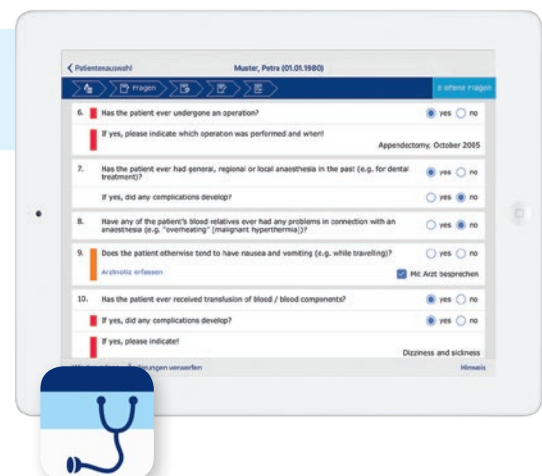 Patientenauswahl
Muster, Petra (01.01.1980)
Fragen
offene Fragen
6. Has the patient ever undergone an operation?
yes no
If yes, please indicate which operation was performed and when!
Appendectomy, October 2005
7. Has the patient ever had general, regional or local anaesthesia in the past (e.g. for dental
treatment)?
yes no
If yes, did any complications develop?
yes no
8. Have any of the patient's blood relatives ever had any problems in connection with an
anaesthesia (e.g. "overheating" [malignant hyperthermia])?
yes no
9. Does the patient otherwise tend to have nausea and vomiting (e.g. while travelling)?
yes no
Arztnotiz erfassen
Mit Arzt besprechen
10. Has the patient ever received transfusion of blood / blood components?
yes no
If yes, did any complications develop?
yes no
If yes, please indicate!
Dizziness and sickness
verwerfen
Hinweis